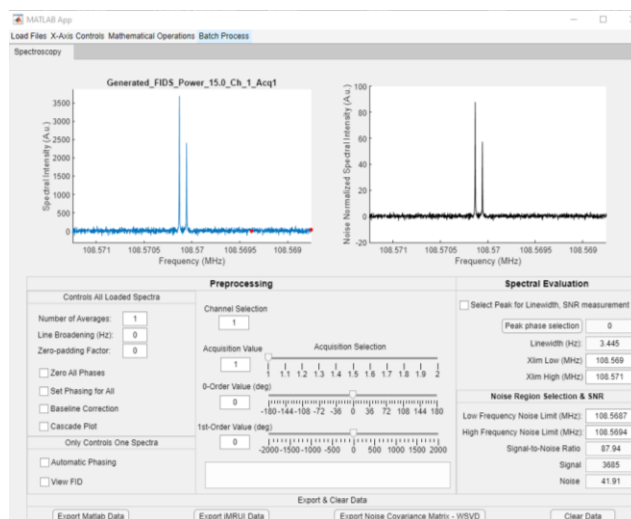 MATLAB App
Load Files X-Axis Controls Mathematical Operations Batch Process
Spectroscopy
Generated_FIDS_Power_15.0_Ch_1_Acq1
Spectral Intensity (A.u.)
3500
3000
2500
2000
1500
1000
500
0
108.571 108.5705 108.57 108.5695 108.569
Frequency (MHz)
Noise Normalized Spectral Intensity (A.u.)
100
80
60
40
20
0
-20
108.571 108.5705 108.57 108.5695 108.569
Frequency (MHz)
Preprocessing
Controls All Loaded Spectra
Number of Averages: 1
Line Broadening (Hz): 0
Zero-padding Factor: 0
Zero All Phases
Set Phasing for All
Baseline Correction
Cascade Plot
Only Controls One Spectra
Automatic Phasing
View FID
Channel Selection
1
Acquisition Value Acquisition Selection
1
1 1.1 1.2 1.3 1.4 1.5 1.6 1.7 1.8 1.9 2
0-Order Value (deg)
0
-180 -144 -108 -72 -36 0 36 72 108 144 180
1st-Order Value (deg)
0
-2000 -1500 -1000 -500 0 500 1000 1500 2000
Spectral Evaluation
Select Peak for Linewidth, SNR measurement
Peak phase selection 0
Linewidth (Hz): 3.445
Xlim Low (MHz) 108.569
Xlim High (MHz) 108.571
Noise Region Selection & SNR
Low Frequency Noise Limit (MHz): 108.5687
High Frequency Noise Limit (MHz): 108.5694
Signal-to-Noise Ratio 87.94
Signal 3685
Noise 41.91
Export & Clear Data
Export Matlab Data Export jMRUI Data Export Noise Covariance Matrix - WSVD Clear Data